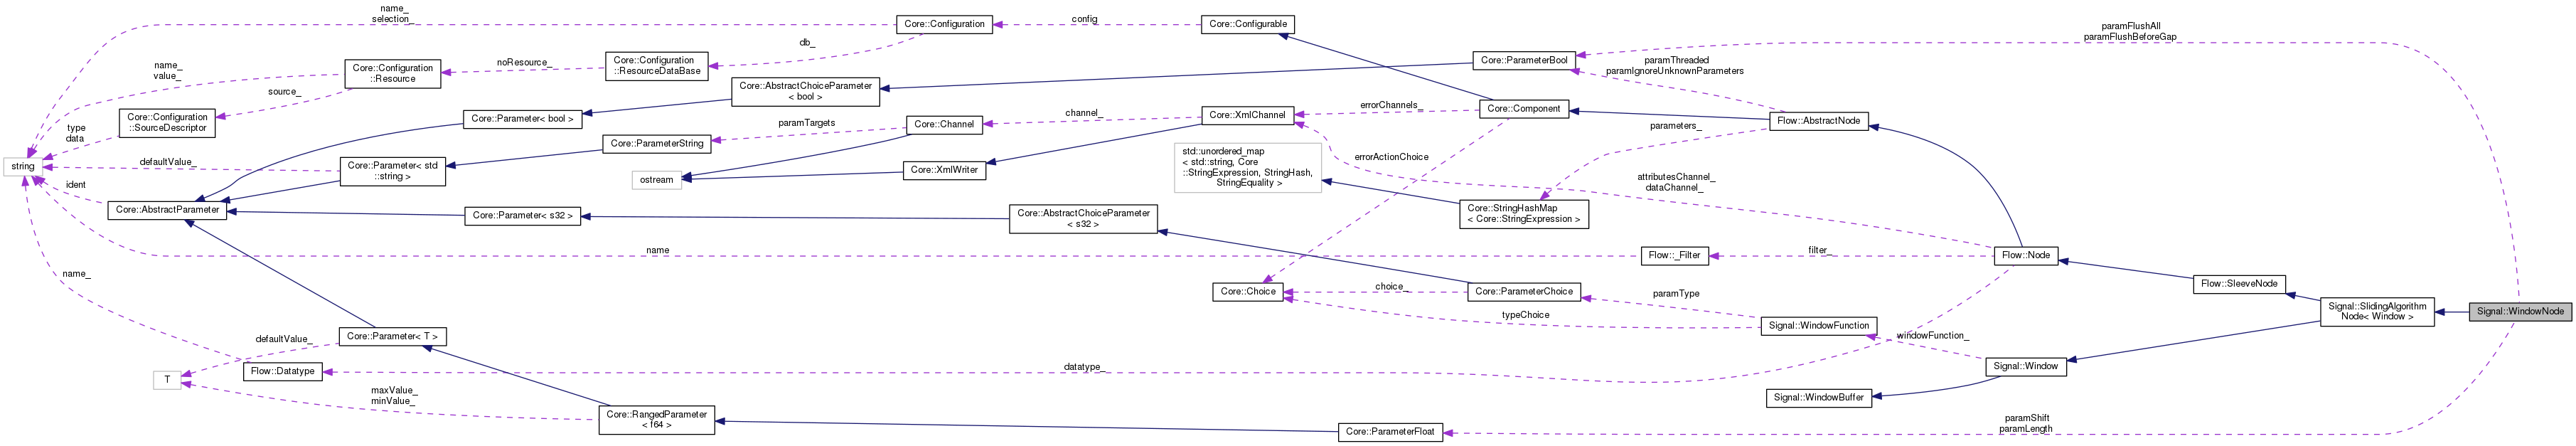 name_
selection_
Core::Configuration
config
Core::Configurable
paramFlushAll
paramFlushBeforeGap
db_
name_
value_
Core::Configuration
::Resource
noResource_
Core::Configuration
::ResourceDataBase
Core::ParameterBool
paramThreaded
paramIgnoreUnknownParameters
source_
Core::AbstractChoiceParameter
< bool >
Core::Configuration
::SourceDescriptor
type
data
Core::Parameter< bool >
paramTargets
Core::Channel
channel_
Core::XmlChannel
errorChannels_
Core::Component
Flow::AbstractNode
parameters_
string
defaultValue_
Core::Parameter< std
::string >
Core::ParameterString
ostream
Core::XmlWriter
std::unordered_map
< std::string, Core
::StringExpression, StringHash,
StringEquality >
errorActionChoice
attributesChannel_
dataChannel_
ident
Core::AbstractParameter
Core::Parameter< s32 >
Core::AbstractChoiceParameter
< s32 >
Core::StringHashMap
< Core::StringExpression >
name
Flow::_Filter
filter_
Flow::Node
name_
Core::Choice
choice_
Core::ParameterChoice
paramType
Flow::SleeveNode
typeChoice
Signal::WindowFunction
Signal::SlidingAlgorithm
Node< Window >
Signal::WindowNode
defaultValue_
Core::Parameter< T >
windowFunction_
T
Flow::Datatype
datatype_
Signal::Window
maxValue_
minValue_
Signal::WindowBuffer
Core::RangedParameter
< f64 >
Core::ParameterFloat
paramShift
paramLength